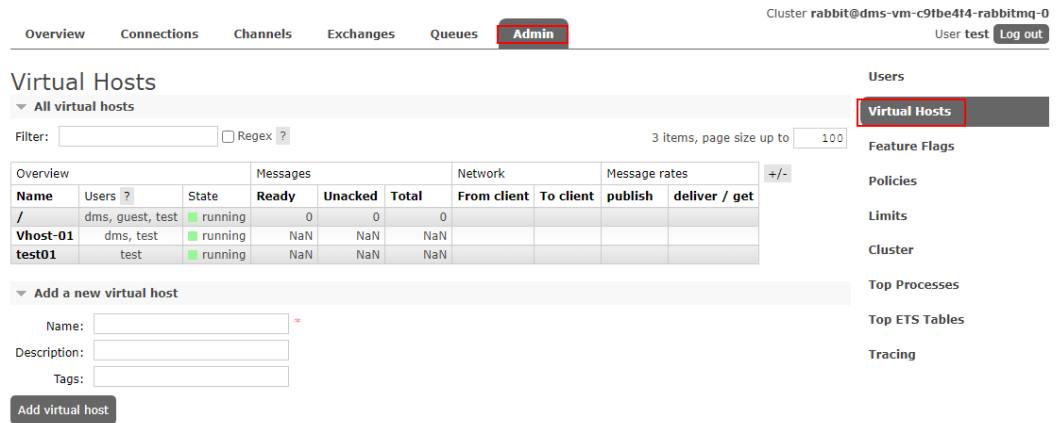 Cluster rabbit@dms-vm-c9fbe4f4-rabbitmq-0
Overview Connections Channels Exchanges Queues Admin User test Log out
Virtual Hosts
All virtual hosts
Filter: Regex ? 3 items, page size up to 100
Overview Messages Network Message rates +/-
Name Users ? State Ready Unacked Total From client To client publish deliver / get
/ dms, guest, test running 0 0 0
Vhost-01 dms, test running NaN NaN NaN
test01 test running NaN NaN NaN
Add a new virtual host
Name: *
Description:
Tags:
Add virtual host
Users
Virtual Hosts
Feature Flags
Policies
Limits
Cluster
Top Processes
Top ETS Tables
Tracing